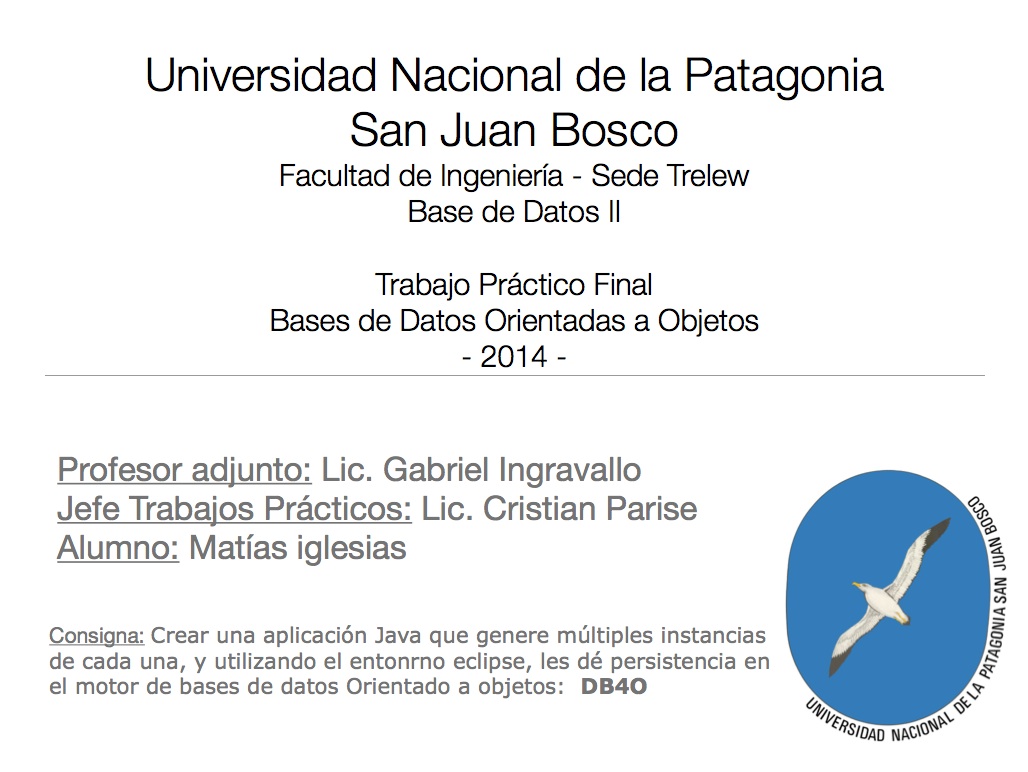 Universidad Nacional de la Patagonia
San Juan Bosco
Facultad de Ingeniería - Sede Trelew
Base de Datos II
Trabajo Práctico Final
Bases de Datos Orientadas a Objetos
- 2014 -
Profesor adjunto: Lic. Gabriel Ingravallo
Jefe Trabajos Prácticos: Lic. Cristian Parise
Alumno: Matías iglesias
Consigna: Crear una aplicación Java que genere múltiples instancias
de cada una, y utilizando el entonrno eclipse, les dé persistencia en
el motor de bases de datos Orientado a objetos: DB4O
UNIVERSIDAD NACIONAL DE LA PATAGONIA SAN JUAN BOSCO